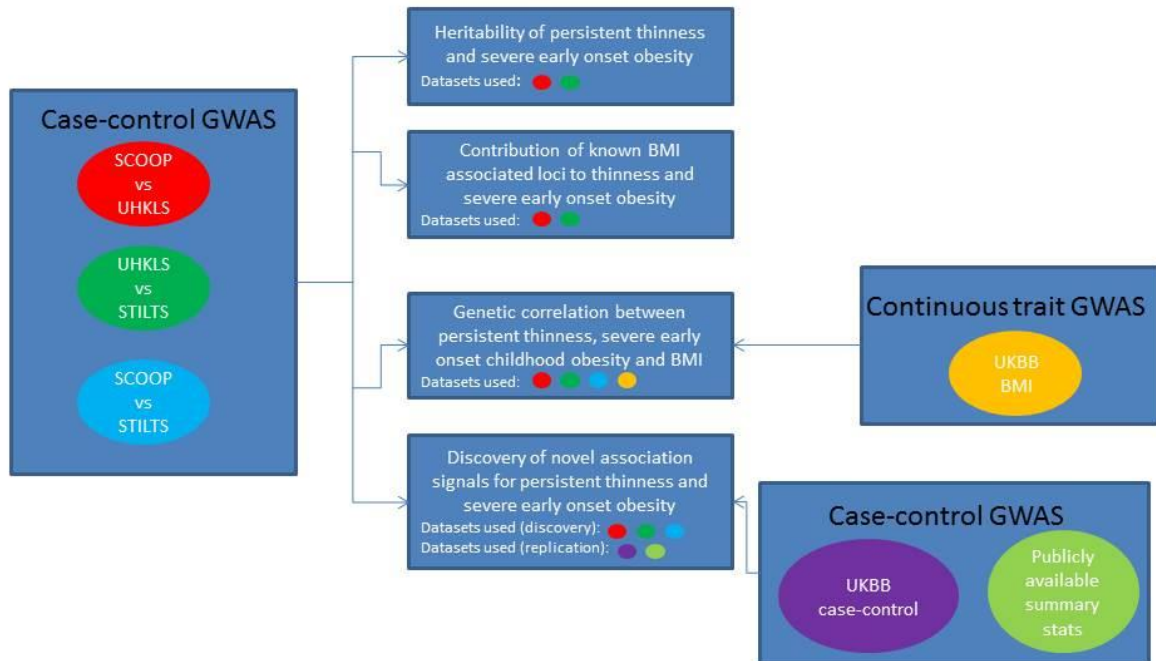 Case-control GWAS
SCOOP
vs
UHKLS
UHKLS
vs
STILTS
SCOOP
vs
STILTS
Heritability of persistent thinness
and severe early onset obesity
Datasets used:
Contribution of known BMI
associated loci to thinness and
severe early onset obesity
Datasets used:
Genetic correlation between
persistent thinness, severe early
onset childhood obesity and BMI
Datasets used:
Discovery of novel association
signals for persistent thinness and
severe early onset obesity
Datasets used (discovery):
Datasets used (replication):
Continuous trait GWAS
UKBB
BMI
Case-control GWAS
UKBB
case-control
Publicly
available
summary
stats